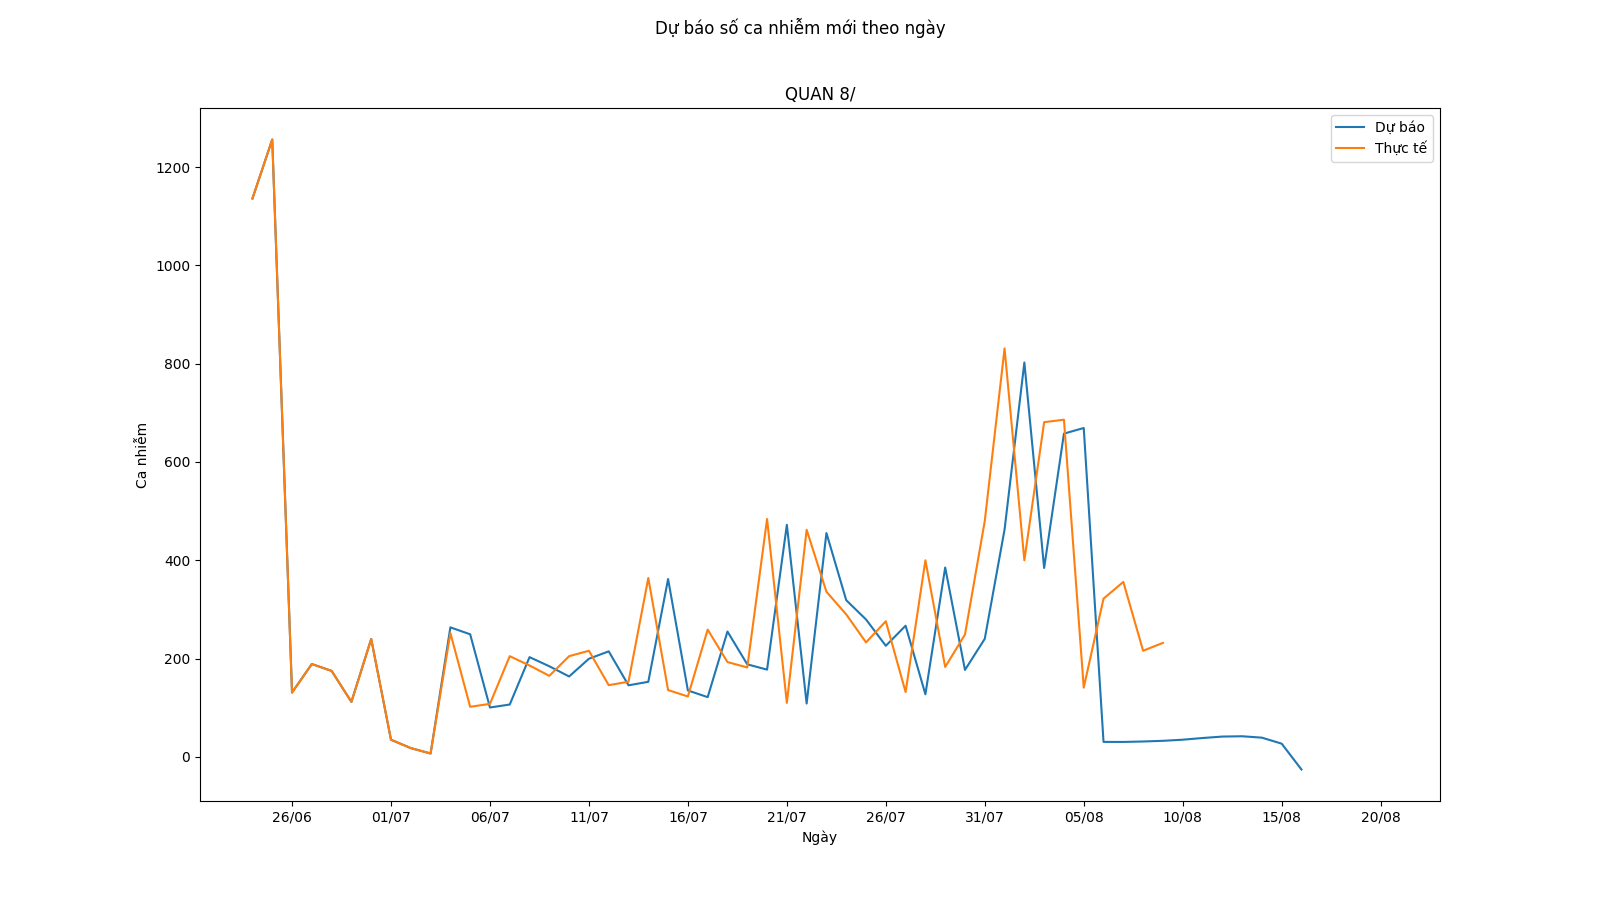 Dự báo số ca nhiễm mới theo ngày
QUAN 8/
Dự báo
Thực tế
1200
1000
800
600
400
200
0
Ca nhiễm
26/06 01/07 06/07 11/07 16/07 21/07 26/07 31/07 05/08 10/08 15/08 20/08
Ngày